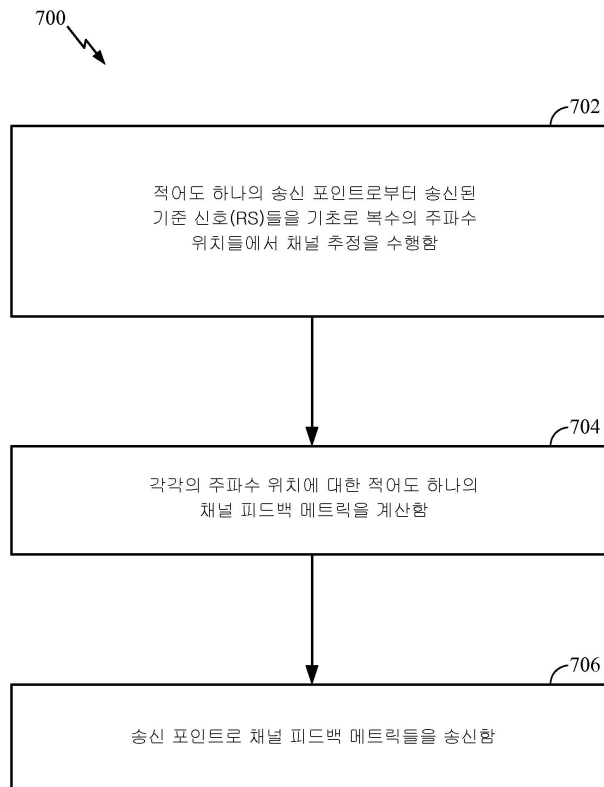 700
702
적어도 하나의 송신 포인트로부터 송신된
기준 신호(RS)들을 기초로 복수의 주파수
위치들에서 채널 추정을 수행함
704
각각의 주파수 위치에 대한 적어도 하나의
채널 피드백 메트릭을 계산함
706
송신 포인트로 채널 피드백 메트릭들을 송신함